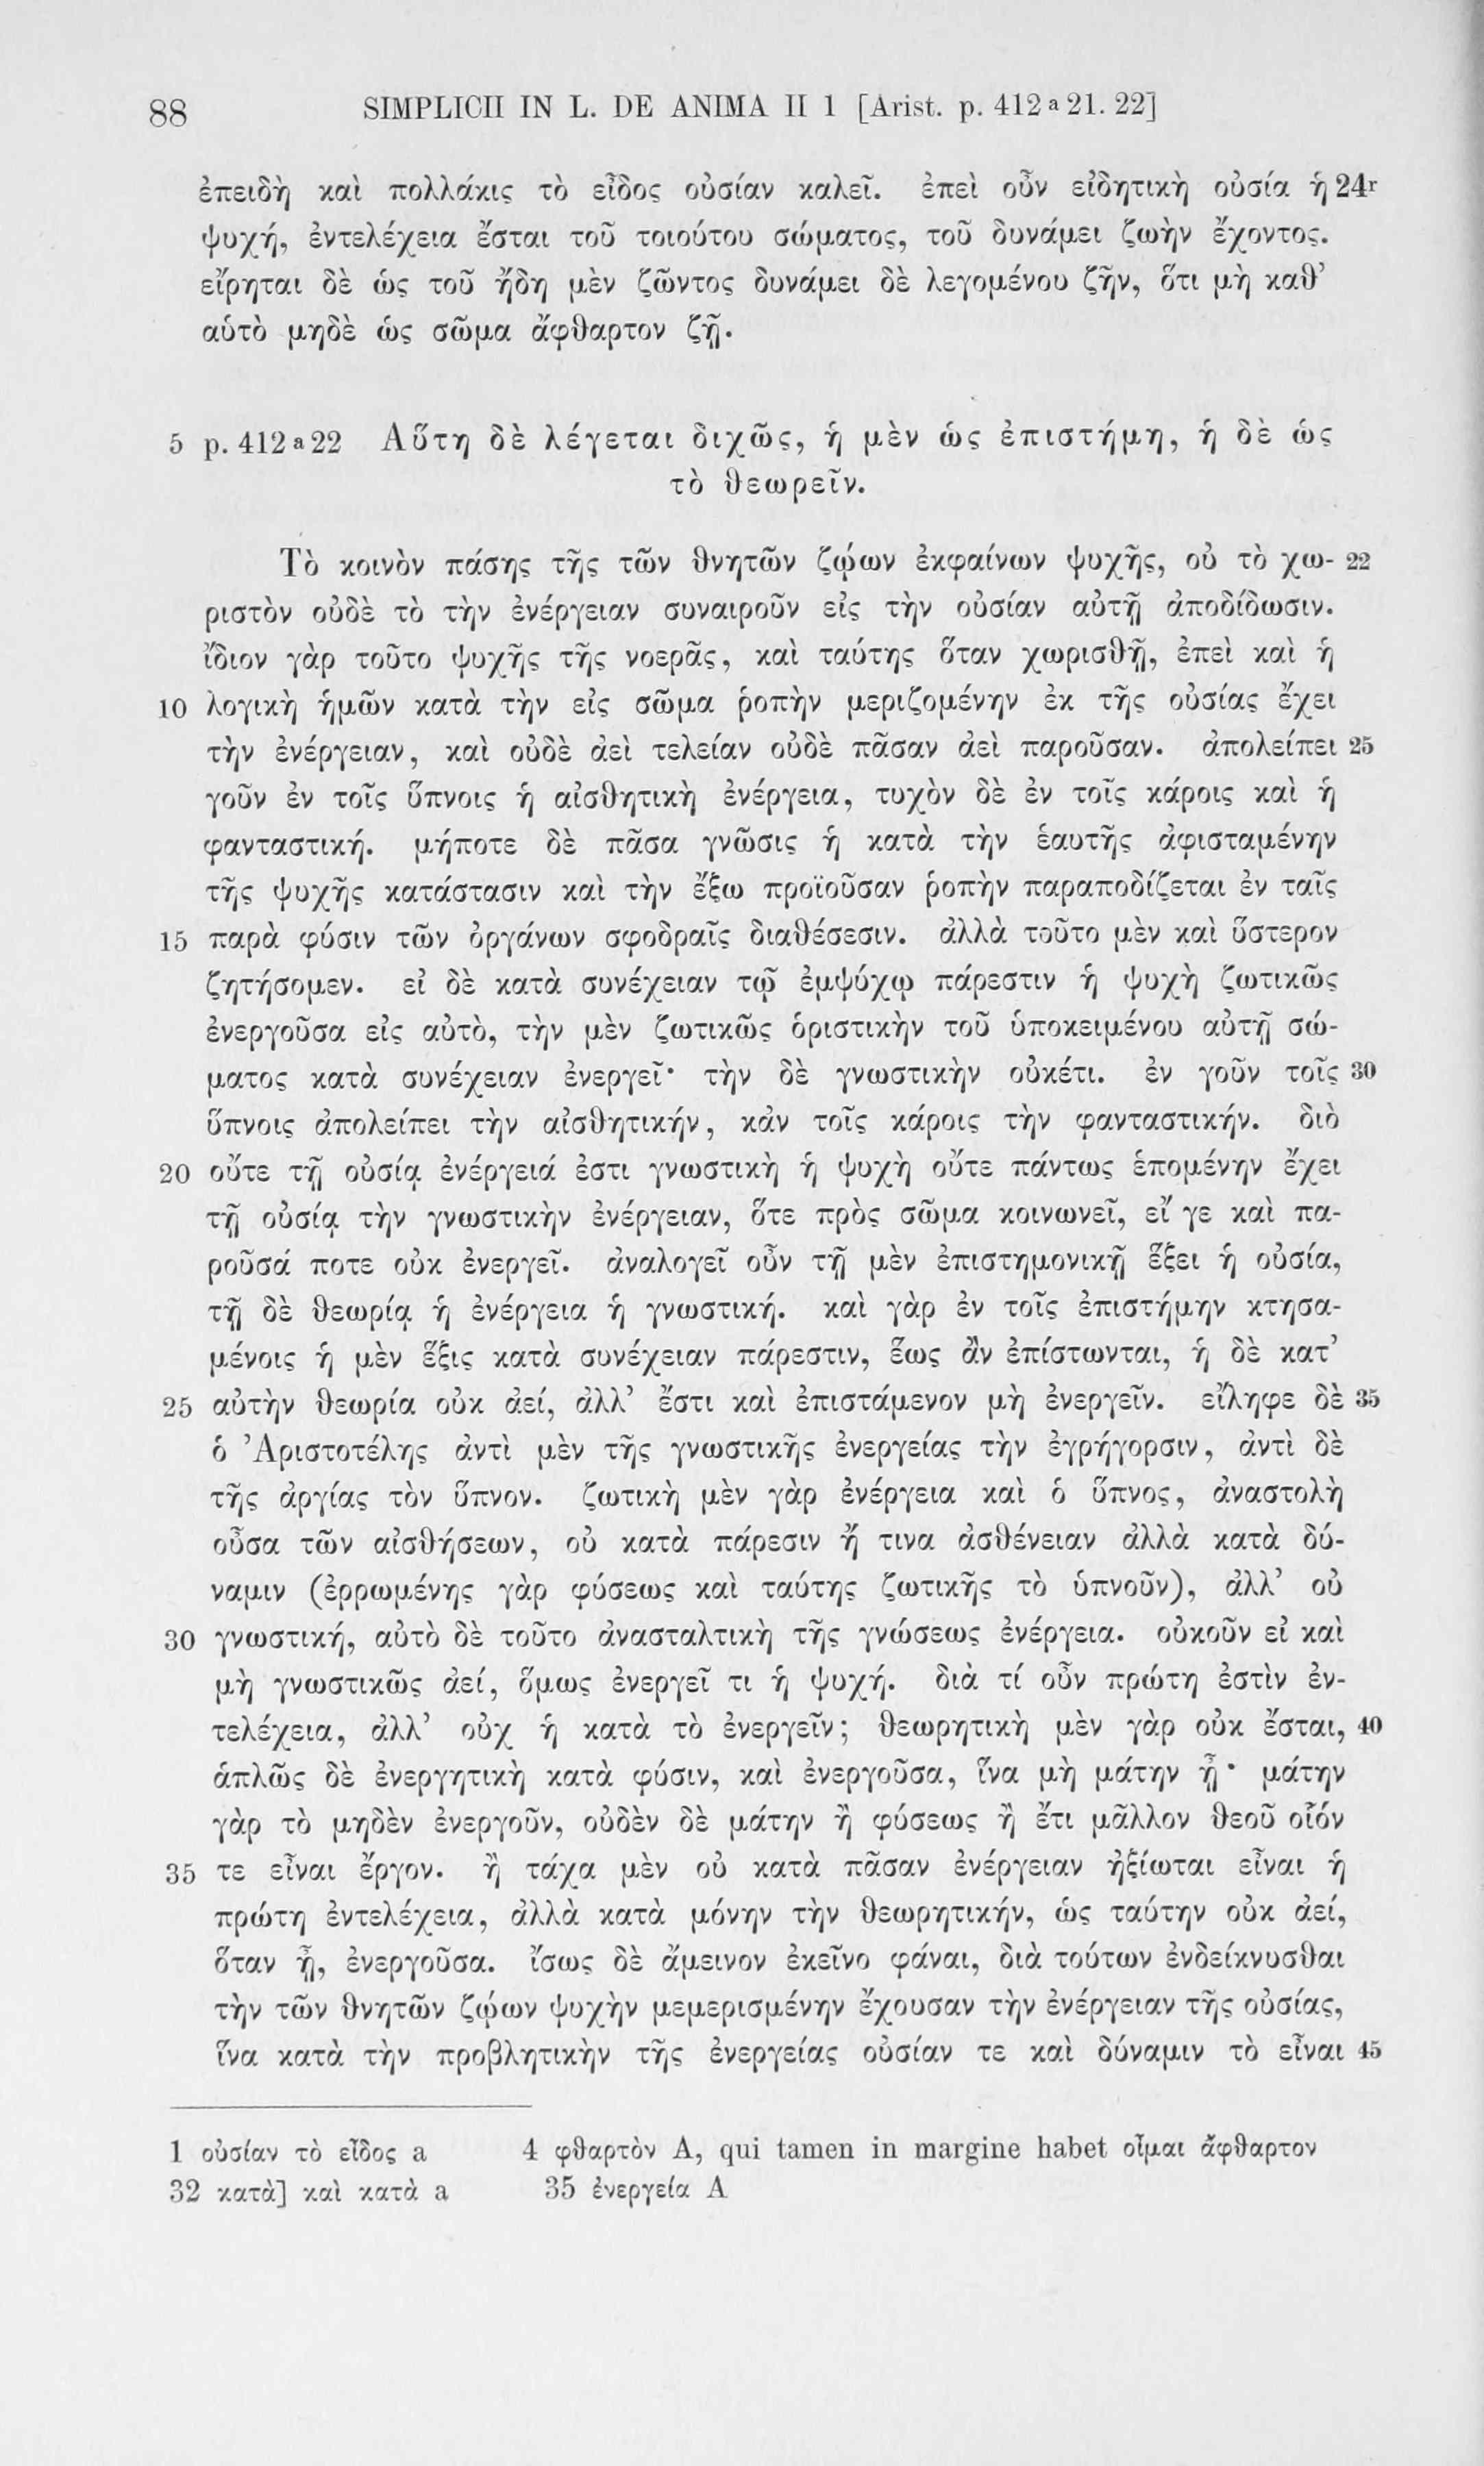 88 SIMPLICII IN L. DE ANIMA II 1 [Arist. p. 412 a 21. 22]
ἐπειδὴ καὶ πολλάκις τὸ εἶδος οὐσίαν καλεῖ. ἐπεὶ οὖν εἰδητικὴ οὐσία ἡ 24r
ψυχή, ἐντελέχεια ἔσται τοῦ τοιούτου σώματος, τοῦ δυνάμει ζωὴν ἔχοντος.
εἴρηται δὲ ὡς τοῦ ἤδη μὲν ζῶντος δυνάμει δὲ λεγομένου ζῆν, ὅτι μὴ καθ’
αὑτὸ μηδὲ ὡς σῶμα ἄφθαρτον ζῇ.
5 p. 412 a 22 Αὕτη δὲ λέγεται διχῶς, ἡ μὲν ὡς ἐπιστήμη, ἡ δὲ ὡς
τὸ θεωρεῖν.
Τὸ κοινὸν πάσης τῆς τῶν θνητῶν ζῴων ἐκφαίνων ψυχῆς, οὐ τὸ χω- 22
ριστὸν οὐδὲ τὸ τὴν ἐνέργειαν συναιροῦν εἰς τὴν οὐσίαν αὐτῇ ἀποδίδωσιν.
ἴδιον γὰρ τοῦτο ψυχῆς τῆς νοερᾶς, καὶ ταύτης ὅταν χωρισθῇ, ἐπεὶ καὶ ἡ
10 λογικὴ ἡμῶν κατὰ τὴν εἰς σῶμα ῥοπὴν μεριζομένην ἐκ τῆς οὐσίας ἔχει
τὴν ἐνέργειαν, καὶ οὐδὲ ἀεὶ τελείαν οὐδὲ πᾶσαν ἀεὶ παροῦσαν. ἀπολείπει 25
γοῦν ἐν τοῖς ὕπνοις ἡ αἰσθητικὴ ἐνέργεια, τυχὸν δὲ ἐν τοῖς κάροις καὶ ἡ
φανταστική. μήποτε δὲ πᾶσα γνῶσις ἡ κατὰ τὴν ἑαυτῆς ἀφισταμένην
τῆς ψυχῆς κατάστασιν καὶ τὴν ἔξω προϊοῦσαν ῥοπὴν παραποδίζεται ἐν ταῖς
15 παρὰ φύσιν τῶν ὀργάνων σφοδραῖς διαθέσεσιν. ἀλλὰ τοῦτο μὲν καὶ ὕστερον
ζητήσομεν. εἰ δὲ κατὰ συνέχειαν τῷ ἐμψύχῳ πάρεστιν ἡ ψυχὴ ζωτικῶς
ἐνεργοῦσα εἰς αὐτὸ, τὴν μὲν ζωτικῶς ὁριστικὴν τοῦ ὑποκειμένου αὐτῇ σώ-
ματος κατὰ συνέχειαν ἐνεργεῖ· τὴν δὲ γνωστικὴν οὐκέτι. ἐν γοῦν τοῖς 30
ὕπνοις ἀπολείπει τὴν αἰσθητικήν, κἀν τοῖς κάροις τὴν φανταστικήν. διὸ
20 οὔτε τῇ οὐσίᾳ ἐνέργειά ἐστι γνωστικὴ ἡ ψυχὴ οὔτε πάντως ἑπομένην ἔχει
τῇ οὐσίᾳ τὴν γνωστικὴν ἐνέργειαν, ὅτε πρὸς σῶμα κοινωνεῖ, εἴ γε καὶ πα-
ροῦσά ποτε οὐκ ἐνεργεῖ. ἀναλογεῖ οὖν τῇ μὲν ἐπιστημονικῇ ἕξει ἡ οὐσία,
τῇ δὲ θεωρίᾳ ἡ ἐνέργεια ἡ γνωστική. καὶ γὰρ ἐν τοῖς ἐπιστήμην κτησα-
μένοις ἡ μὲν ἕξις κατὰ συνέχειαν πάρεστιν, ἕως ἂν ἐπίστωνται, ἡ δὲ κατ’
25 αὐτὴν θεωρία οὐκ ἀεί, ἀλλ’ ἔστι καὶ ἐπιστάμενον μὴ ἐνεργεῖν. εἴληφε δὲ 35
ὁ Ἀριστοτέλης ἀντὶ μὲν τῆς γνωστικῆς ἐνεργείας τὴν ἐγρήγορσιν, ἀντὶ δὲ
τῆς ἀργίας τὸν ὕπνον. ζωτικὴ μὲν γὰρ ἐνέργεια καὶ ὁ ὕπνος, ἀναστολὴ
οὖσα τῶν αἰσθήσεων, οὐ κατὰ πάρεσιν ἤ τινα ἀσθένειαν ἀλλὰ κατὰ δύ-
ναμιν (ἐρρωμένης γὰρ φύσεως καὶ ταύτης ζωτικῆς τὸ ὑπνοῦν), ἀλλ’ οὐ
30 γνωστική, αὐτὸ δὲ τοῦτο ἀνασταλτικὴ τῆς γνώσεως ἐνέργεια. οὐκοῦν εἰ καὶ
μὴ γνωστικῶς ἀεί, ὅμως ἐνεργεῖ τι ἡ ψυχή. διὰ τί οὖν πρώτη ἐστὶν ἐν-
τελέχεια, ἀλλ’ οὐχ ἡ κατὰ τὸ ἐνεργεῖν; θεωρητικὴ μὲν γὰρ οὐκ ἔσται, 40
ἁπλῶς δὲ ἐνεργητικὴ κατὰ φύσιν, καὶ ἐνεργοῦσα, ἵνα μὴ μάτην ᾖ· μάτην
γὰρ τὸ μηδὲν ἐνεργοῦν, οὐδὲν δὲ μάτην ἢ φύσεως ἢ ἔτι μᾶλλον θεοῦ οἷόν
35 τε εἶναι ἔργον. ἢ τάχα μὲν οὐ κατὰ πᾶσαν ἐνέργειαν ἠξίωται εἶναι ἡ
πρώτη ἐντελέχεια, ἀλλὰ κατὰ μόνην τὴν θεωρητικήν, ὡς ταύτην οὐκ ἀεί,
ὅταν ᾖ, ἐνεργοῦσα. ἴσως δὲ ἄμεινον ἐκεῖνο φάναι, διὰ τούτων ἐνδείκνυσθαι
τὴν τῶν θνητῶν ζῴων ψυχὴν μεμερισμένην ἔχουσαν τὴν ἐνέργειαν τῆς οὐσίας,
ἵνα κατὰ τὴν προβλητικὴν τῆς ἐνεργείας οὐσίαν τε καὶ δύναμιν τὸ εἶναι 45
1 οὐσίαν τὸ εἶδος a 4 φθαρτὸν A, qui tamen in margine habet οἶμαι ἄφθαρτον
32 κατὰ] καὶ κατὰ a 35 ἐνεργεία A